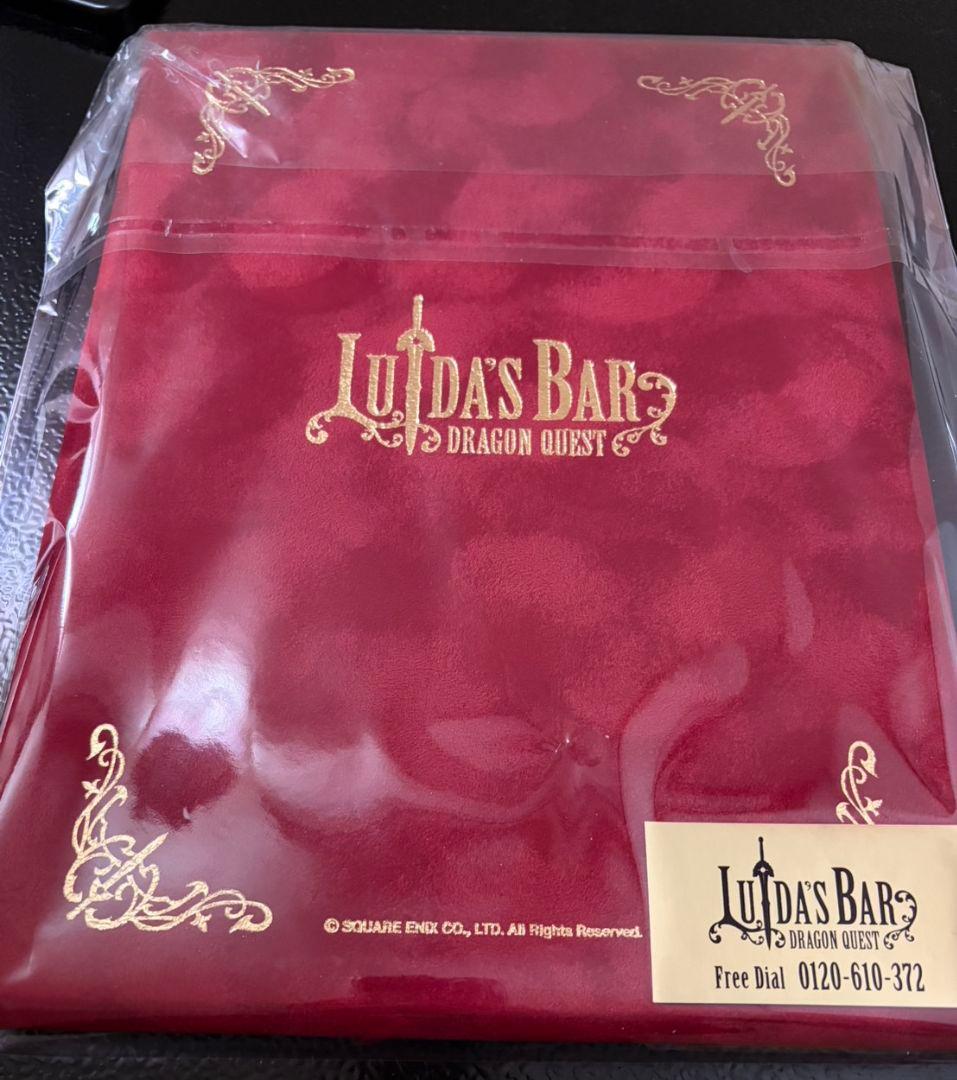 LUIDA'S BAR
DRAGON QUEST
© SQUARE ENIX CO., LTD. All Rights Reserved.
LUIDA'S BAR
DRAGON QUEST
Free Dial 0120-610-372